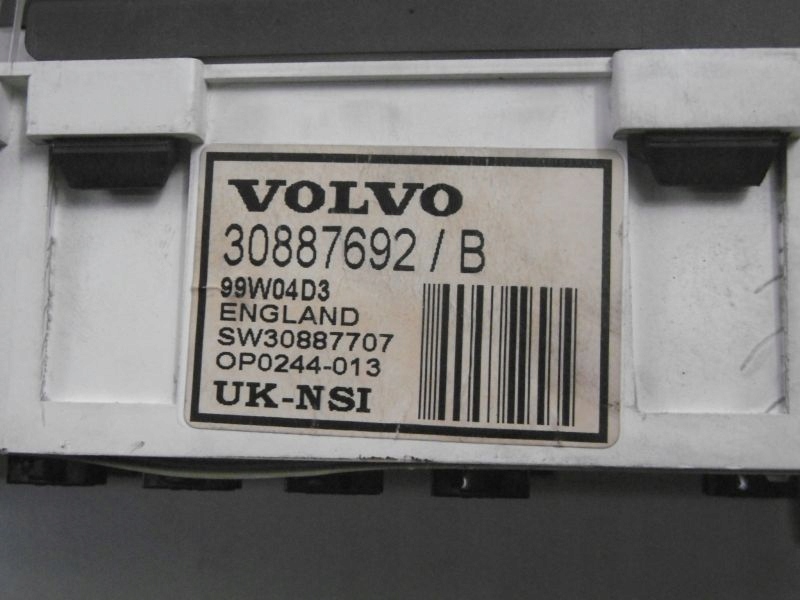 VOLVO
30887692 / B
99W04D3
ENGLAND
SW30887707
OP0244-013
UK-NSI